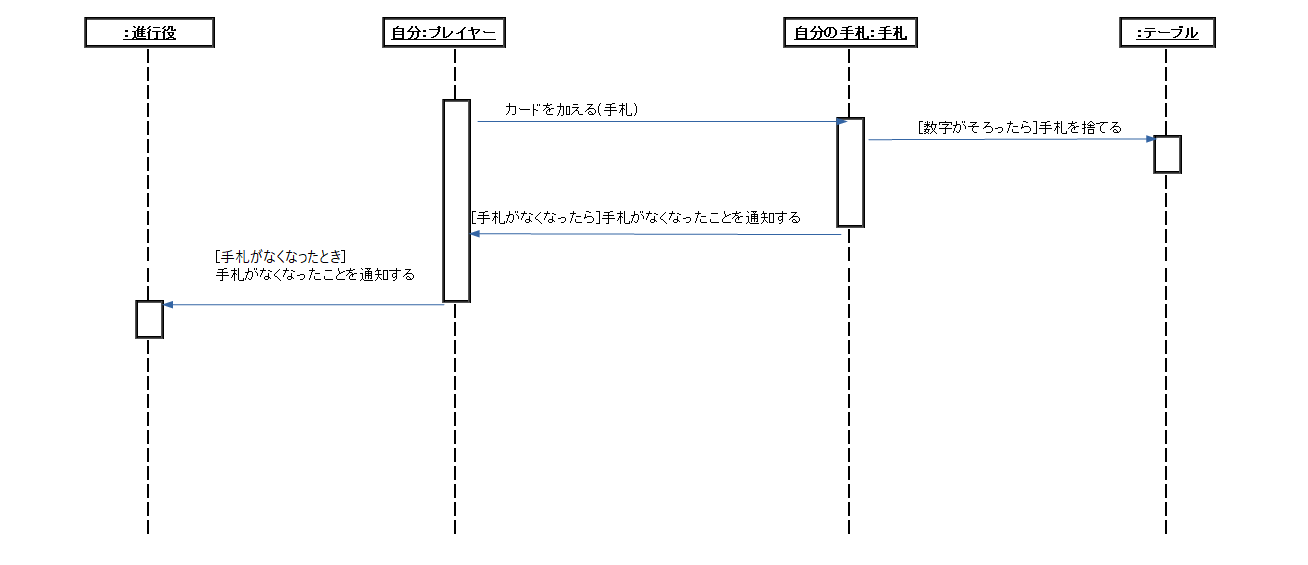 :進行役
自分:プレイヤー
自分の手札:手札
:テーブル
カードを加える(手札)
[数字がそろったら]手札を捨てる
[手札がなくなったら]手札がなくなったことを通知する
[手札がなくなったとき]
手札がなくなったことを通知する